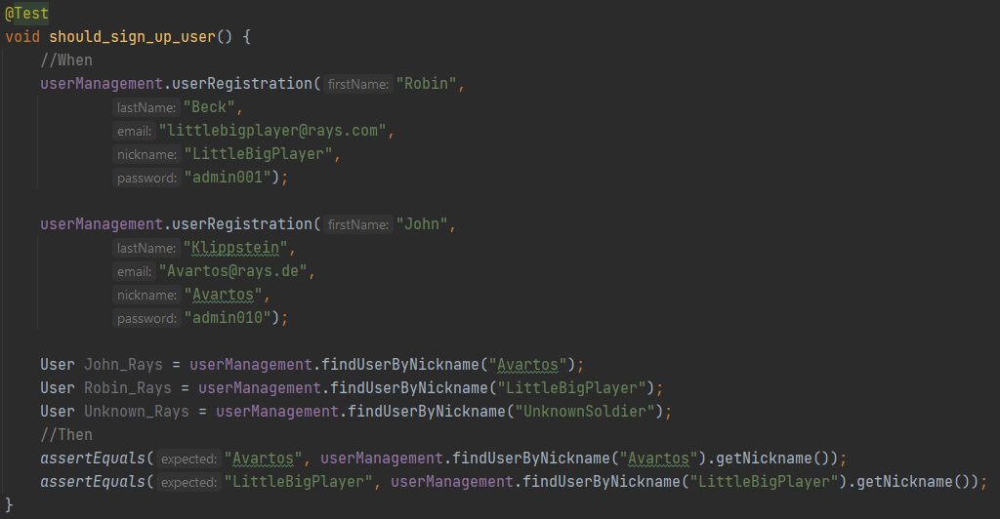 @Test
void should_sign_up_user() {
//When
userManagement.userRegistration( firstName: "Robin",
lastName: "Beck",
email: "littlebigplayer@rays.com",
nickname: "LittleBigPlayer",
password: "admin001");
userManagement.userRegistration( firstName: "John",
lastName: "Klippstein",
email: "Avartos@rays.de",
nickname: "Avartos",
password: "admin010");
User John_Rays = userManagement.findUserByNickname("Avartos");
User Robin_Rays = userManagement.findUserByNickname("LittleBigPlayer");
User Unknown_Rays = userManagement.findUserByNickname("UnknownSoldier");
//Then
assertEquals( expected: "Avartos", userManagement.findUserByNickname("Avartos").getNickname());
assertEquals( expected: "LittleBigPlayer", userManagement.findUserByNickname("LittleBigPlayer").getNickname());
}